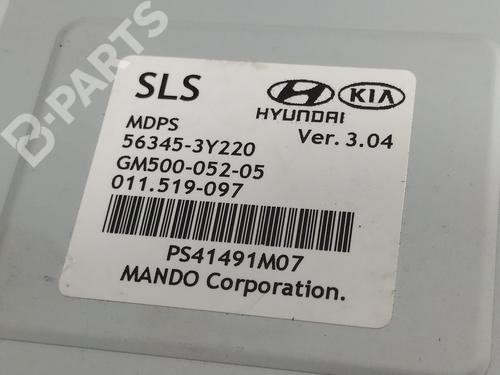 B-PARTS
SLS
HYUNDAI
KIA
MDPS
Ver. 3.04
56345-3Y220
GM500-052-05
011.519-097
PS41491M07
MANDO Corporation.